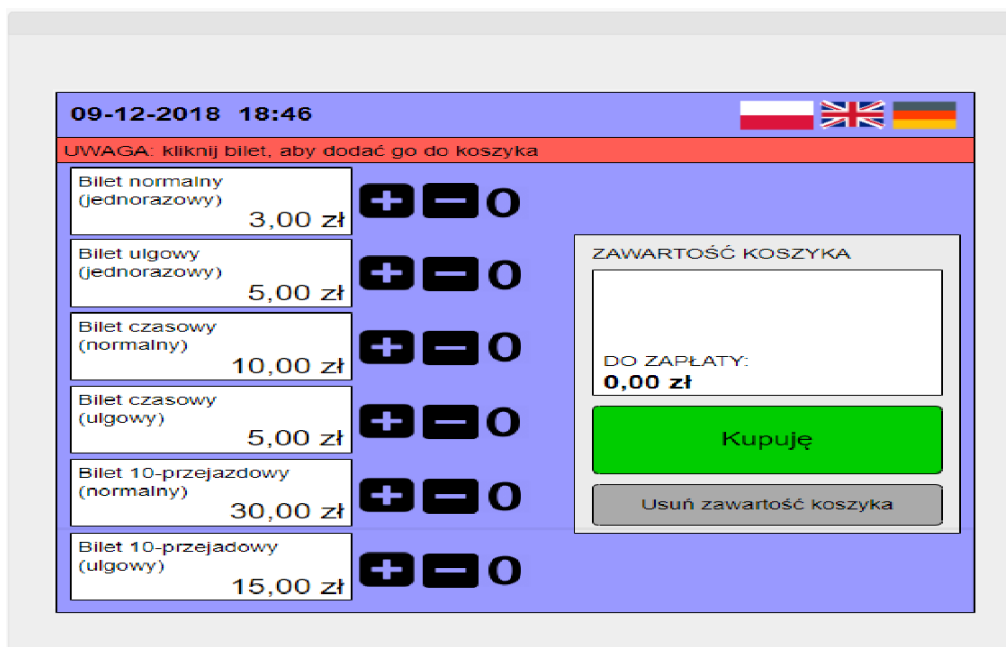 09-12-2018 18:46
UWAGA: kliknij bilet, aby dodać go do koszyka
Bilet normalny
(jednorazowy)
3,00 zł
0
Bilet ulgowy
(jednorazowy)
5,00 zł
0
Bilet czasowy
(normalny)
10,00 zł
0
Bilet czasowy
(ulgowy)
5,00 zł
0
Bilet 10-przejazdowy
(normalny)
30,00 zł
0
Bilet 10-przejadowy
(ulgowy)
15,00 zł
0
ZAWARTOŚĆ KOSZYKA
DO ZAPŁATY:
0,00 zł
Kupuję
Usuń zawartość koszyka